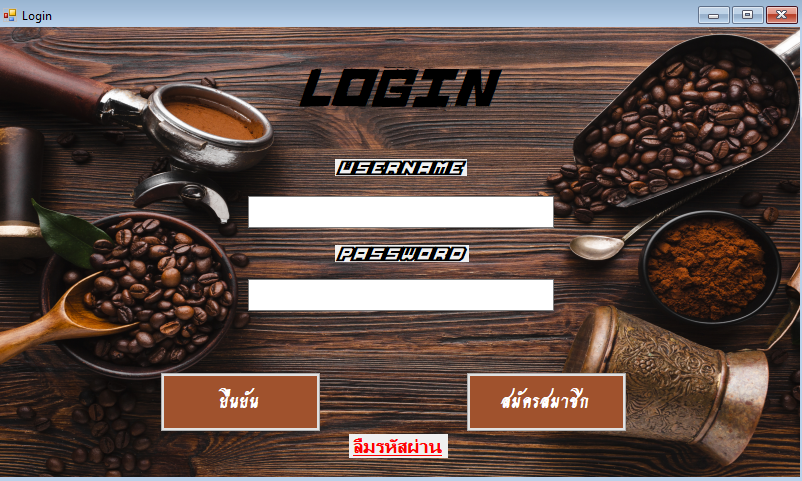 Login
LOGIN
USERNAME
PASSWORD
ยืนยัน
สมัครสมาชิก
ลืมรหัสผ่าน